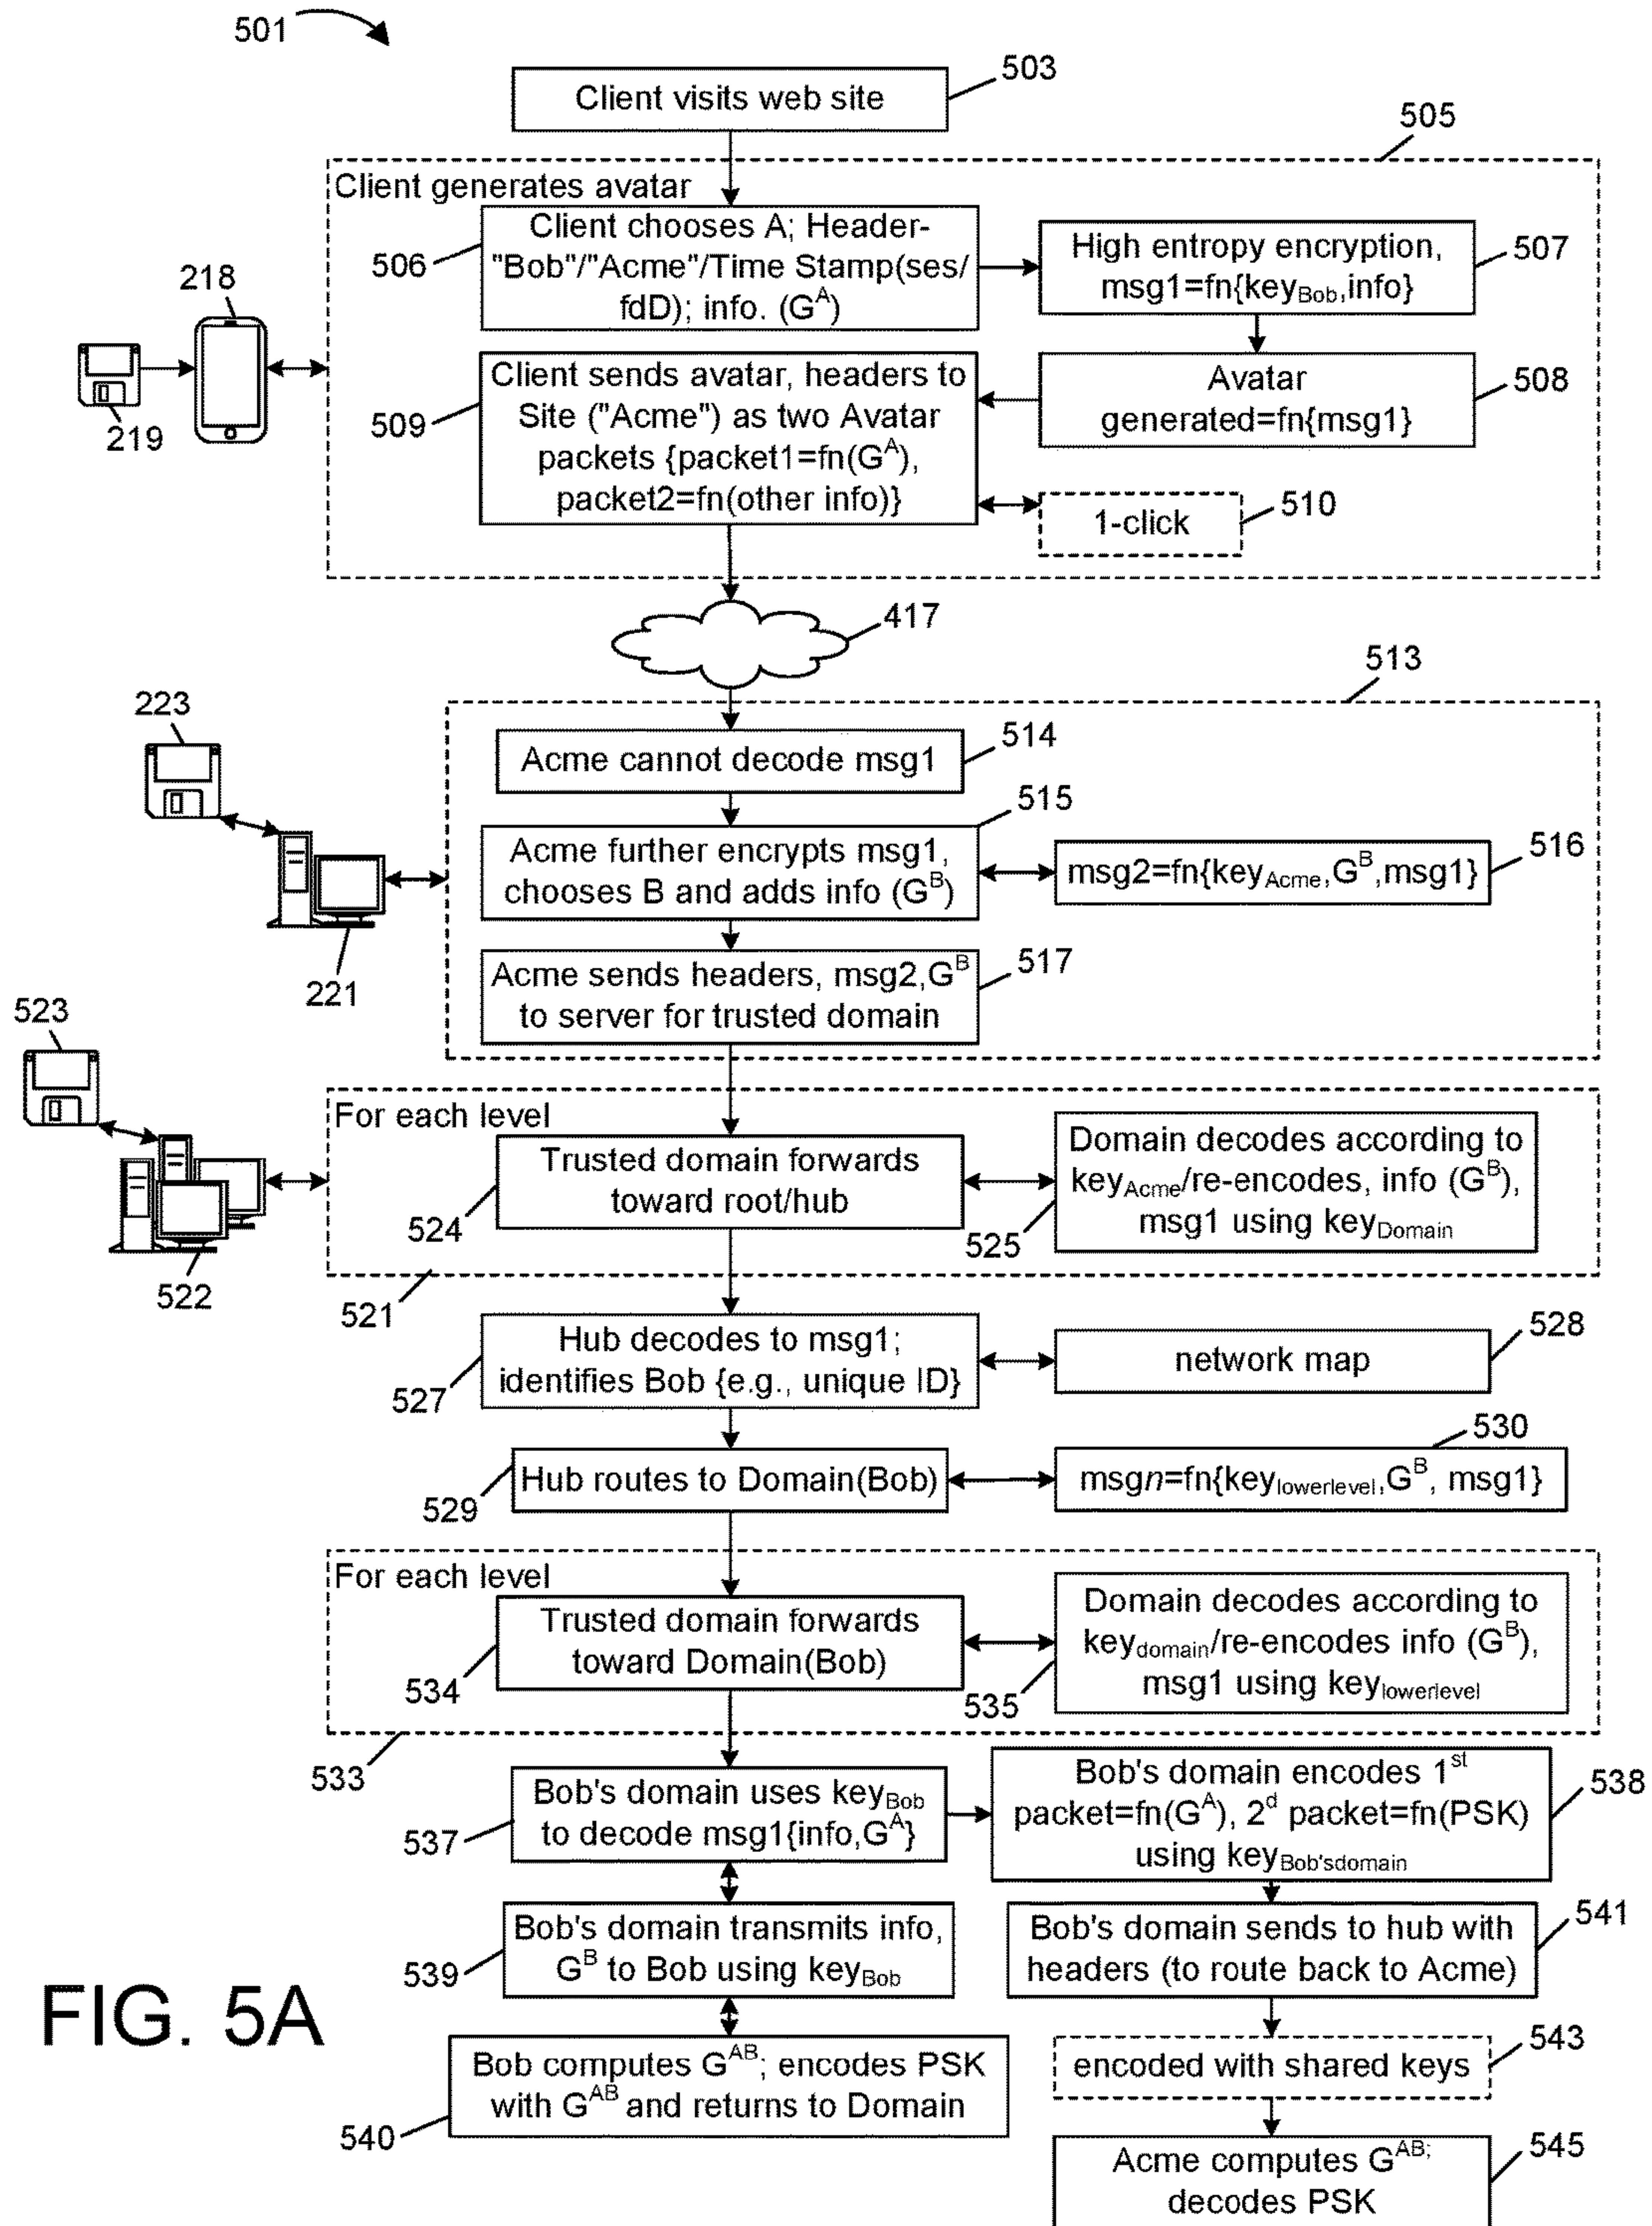 501
503
Client visits web site
505
Client generates avatar
Client chooses A; Header-
"Bob"/"Acme"/Time Stamp(ses/
fdD); info. (G^A)
506
High entropy encryption,
msg1=fn{key_Bob,info}
507
218
219
Client sends avatar, headers to
Site ("Acme") as two Avatar
packets {packet1=fn(G^A),
packet2=fn(other info)}
509
Avatar
generated=fn{msg1}
508
1-click
510
417
513
223
Acme cannot decode msg1
514
515
Acme further encrypts msg1,
chooses B and adds info (G^B)
msg2=fn{key_Acme,G^B,msg1}
516
221
Acme sends headers, msg2,G^B
to server for trusted domain
517
523
For each level
Trusted domain forwards
toward root/hub
524
Domain decodes according to
key_Acme/re-encodes, info (G^B),
msg1 using key_Domain
525
522
521
Hub decodes to msg1;
identifies Bob {e.g., unique ID}
527
network map
528
530
Hub routes to Domain(Bob)
529
msgn=fn{key_lowerlevel,G^B, msg1}
For each level
Trusted domain forwards
toward Domain(Bob)
534
Domain decodes according to
key_domain/re-encodes info (G^B),
msg1 using key_lowerlevel
535
533
Bob's domain uses key_Bob
to decode msg1{info,G^A}
537
Bob's domain encodes 1^st
packet=fn(G^A), 2^d packet=fn(PSK)
using key_Bob'sdomain
538
Bob's domain transmits info,
G^B to Bob using key_Bob
539
Bob's domain sends to hub with
headers (to route back to Acme)
541
FIG. 5A
Bob computes G^AB; encodes PSK
with G^AB and returns to Domain
540
encoded with shared keys
543
Acme computes G^AB;
decodes PSK
545